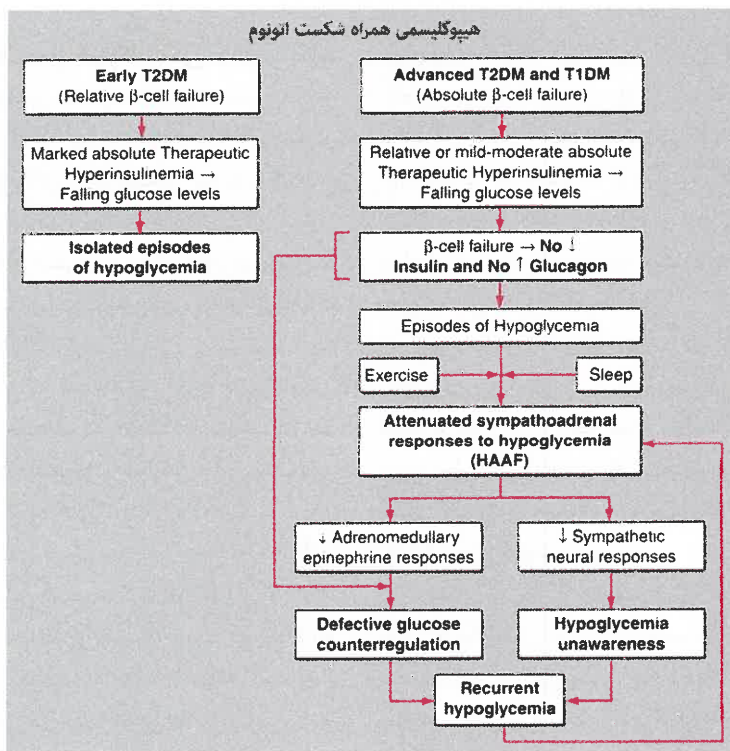 هیپوگلیسمی همراه شکست اتونوم
Early T2DM
(Relative β-cell failure)
Marked absolute Therapeutic
Hyperinsulinemia →
Falling glucose levels
Isolated episodes
of hypoglycemia
Advanced T2DM and T1DM
(Absolute β-cell failure)
Relative or mild-moderate absolute
Therapeutic Hyperinsulinemia →
Falling glucose levels
β-cell failure → No ↓
Insulin and No ↑ Glucagon
Episodes of Hypoglycemia
Exercise
Sleep
Attenuated sympathoadrenal
responses to hypoglycemia
(HAAF)
↓ Adrenomedullary
epinephrine responses
↓ Sympathetic
neural responses
Defective glucose
counterregulation
Hypoglycemia
unawareness
Recurrent
hypoglycemia